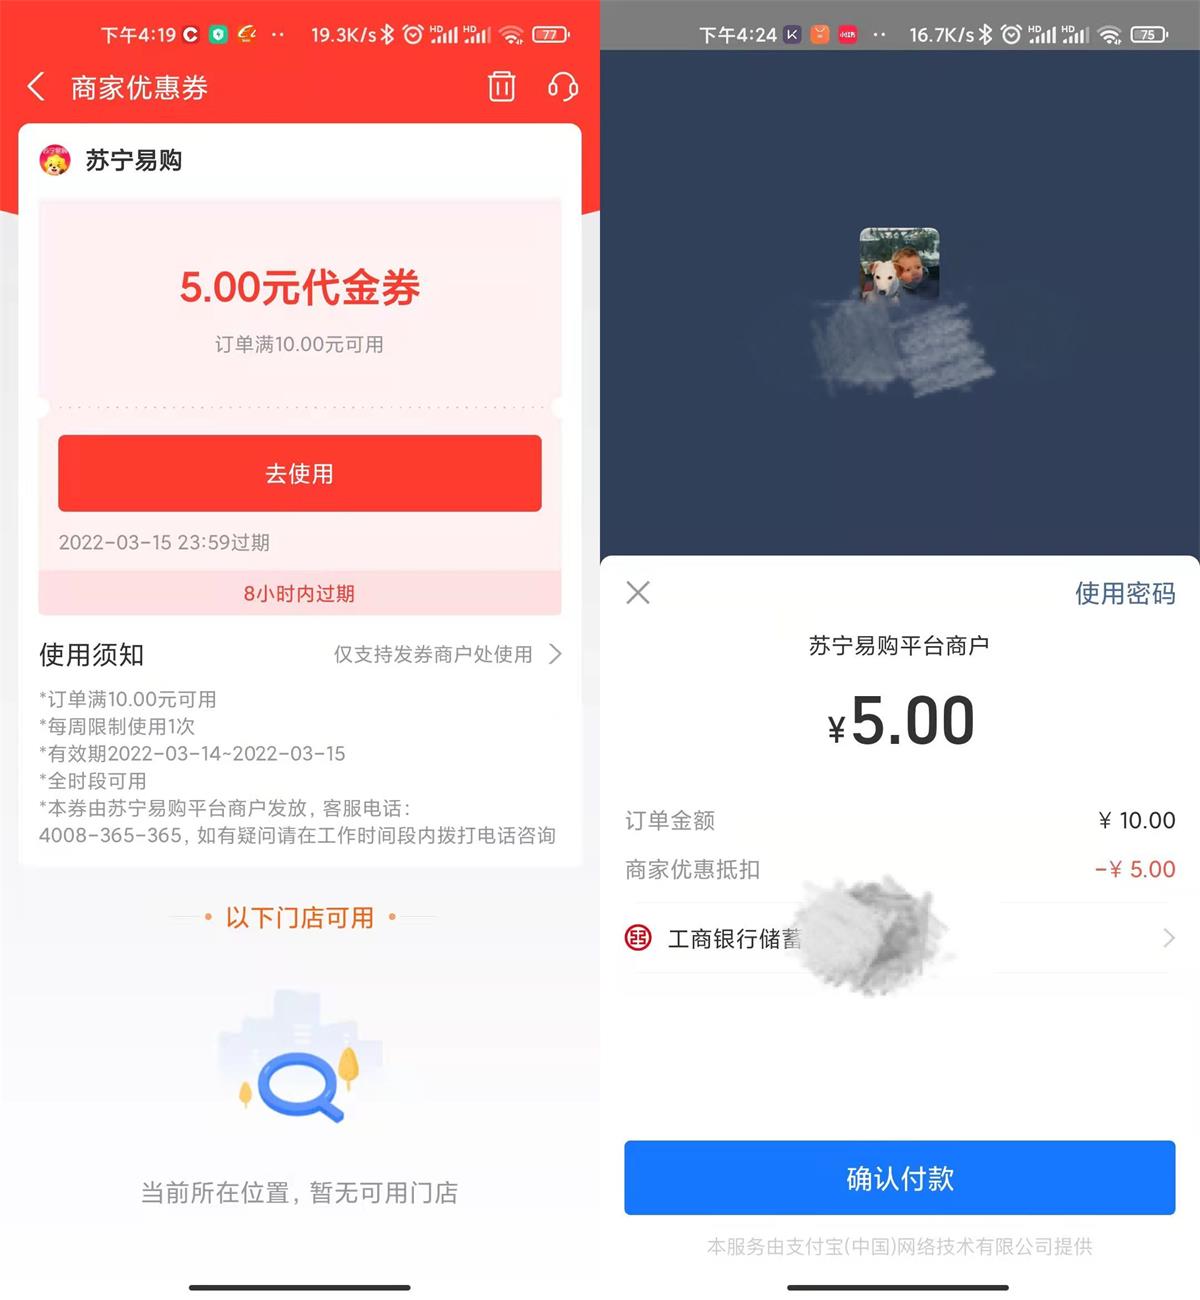 下午4:19
19.3K/s
HD
HD
77
商家优惠券
苏宁易购
5.00元代金券
订单满10.00元可用
去使用
2022-03-15 23:59过期
8小时内过期
使用须知
仅支持发券商户处使用
*订单满10.00元可用
*每周限制使用1次
*有效期2022-03-14~2022-03-15
*全时段可用
*本券由苏宁易购平台商户发放, 客服电话:
4008-365-365, 如有疑问请在工作时间段内拨打电话咨询
以下门店可用
当前所在位置, 暂无可用门店
下午4:24
16.7K/s
HD
HD
75
使用密码
苏宁易购平台商户
¥5.00
订单金额
¥ 10.00
商家优惠抵扣
-¥ 5.00
工商银行储蓄
确认付款
本服务由支付宝(中国)网络技术有限公司提供